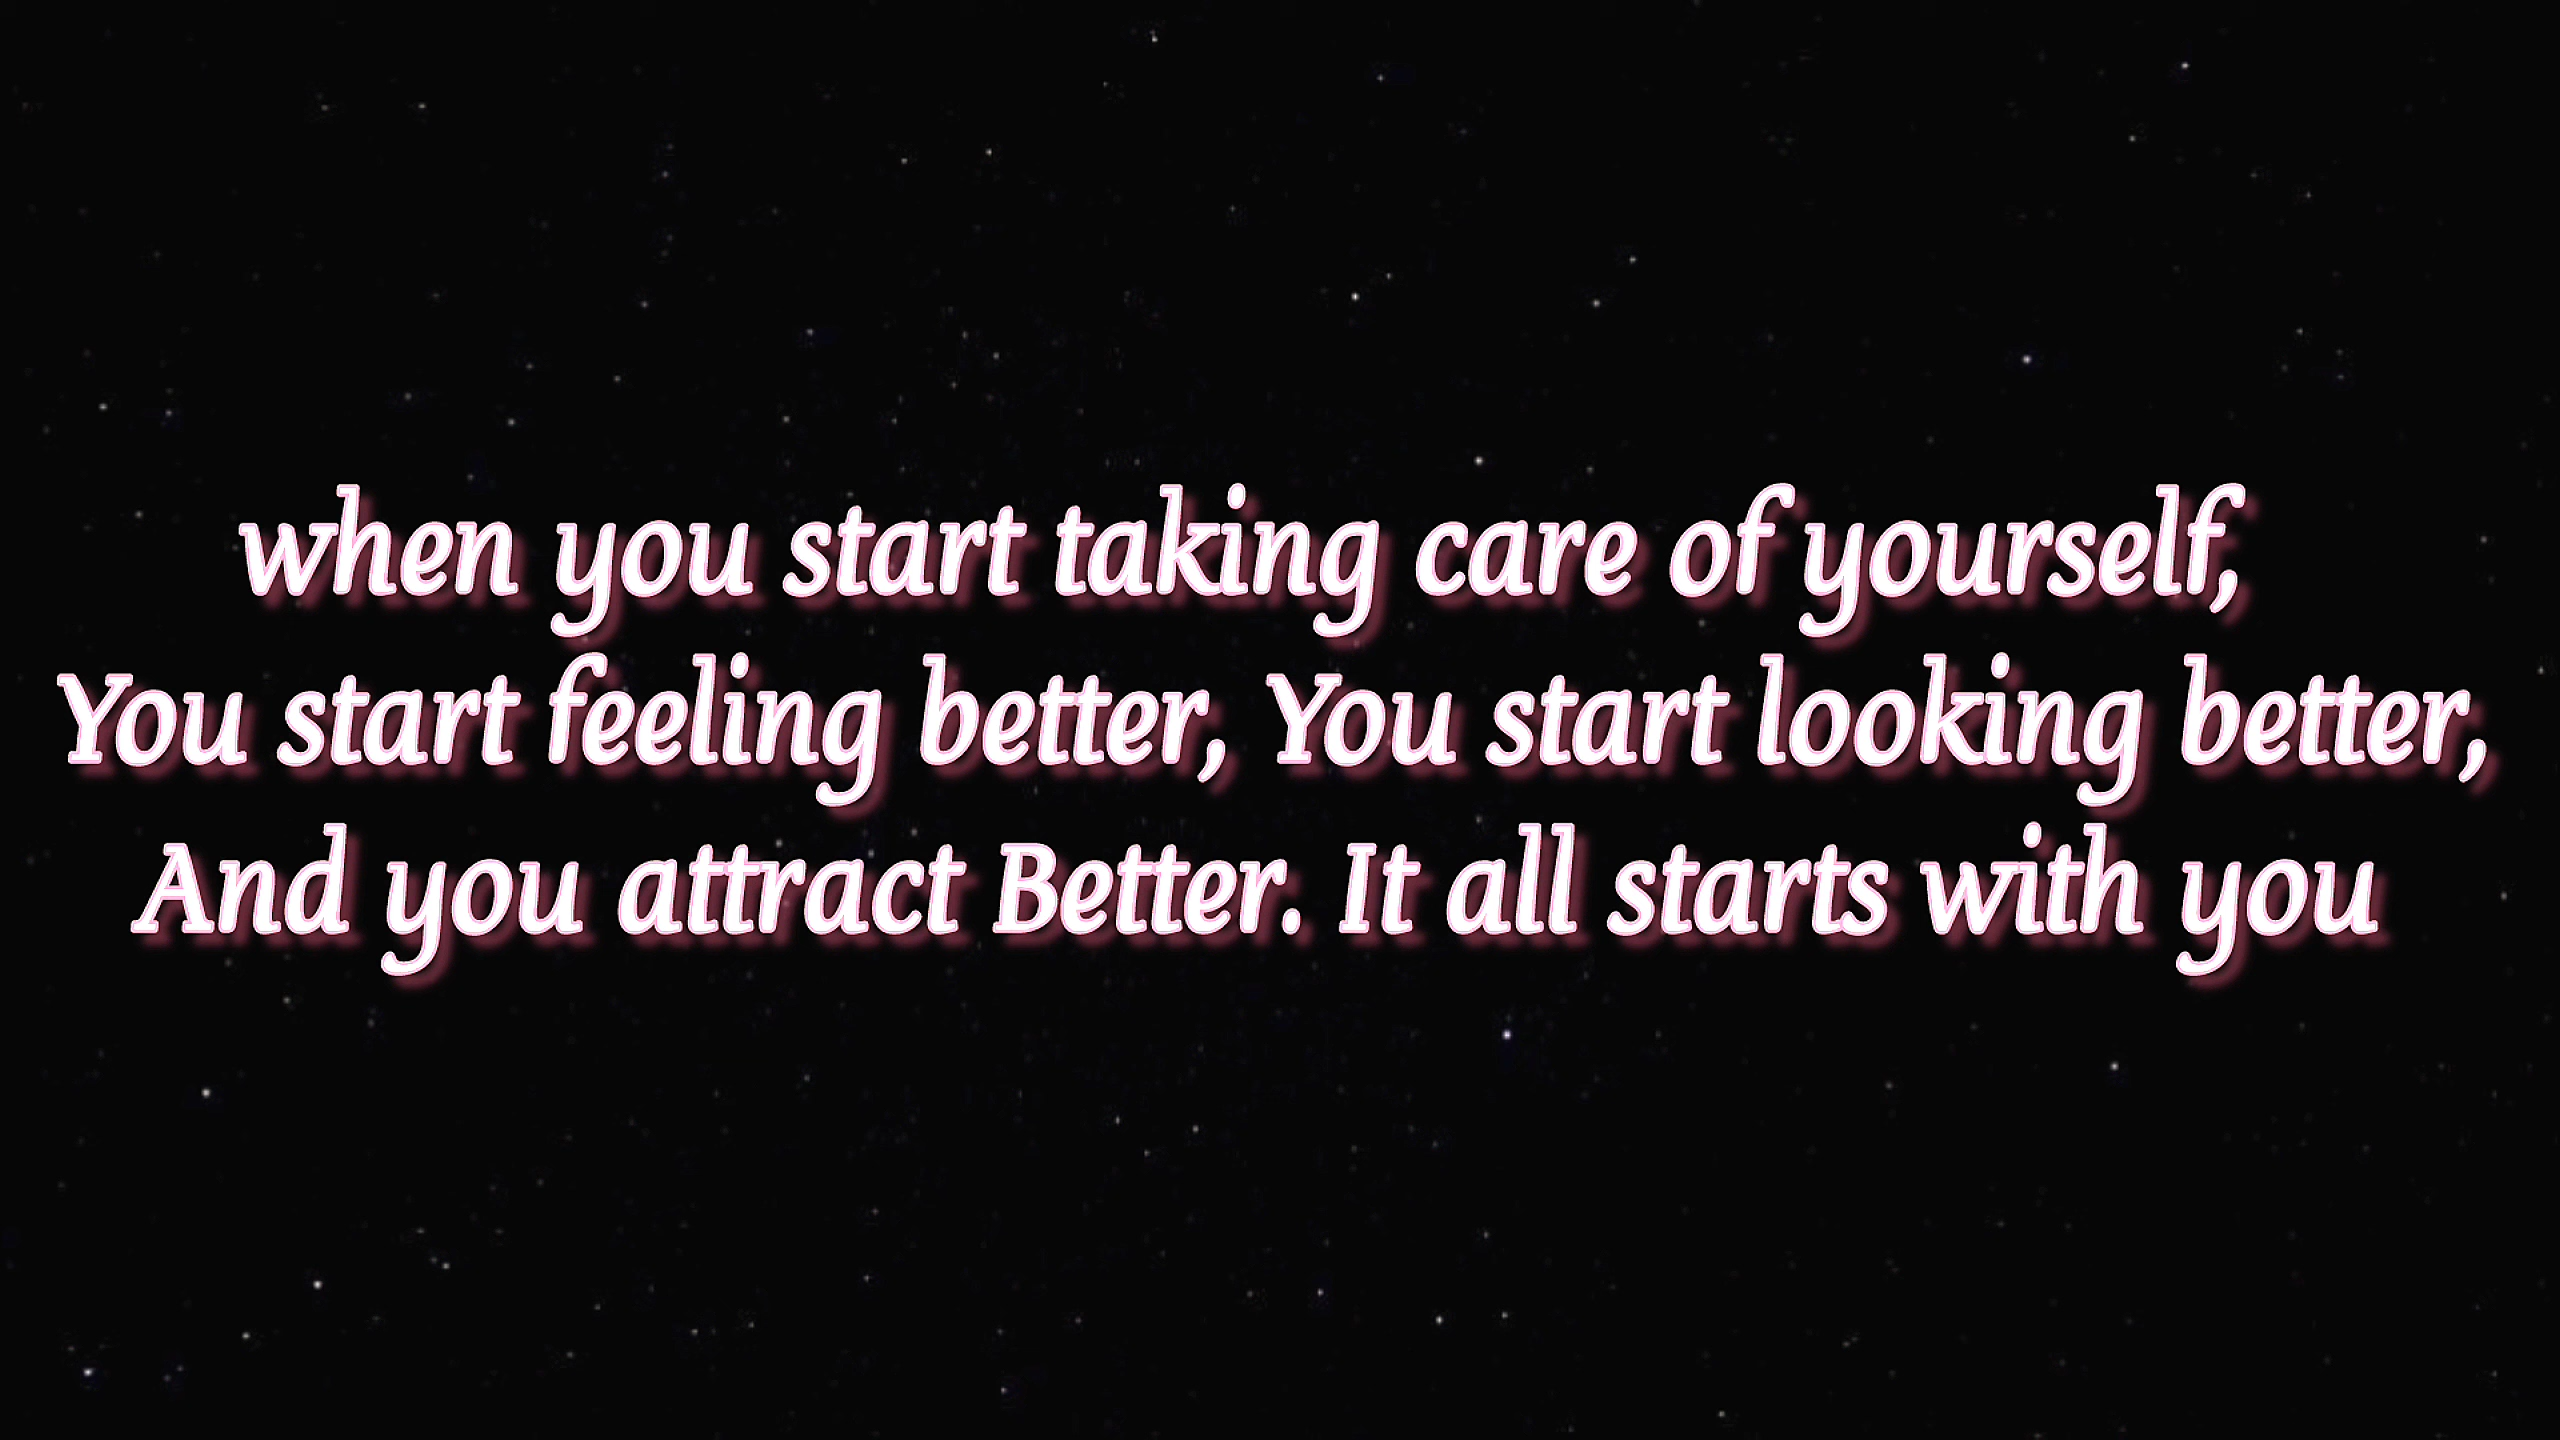 when you start taking care of yourself,
You start feeling better, You start looking better,
And you attract Better. It all starts with you